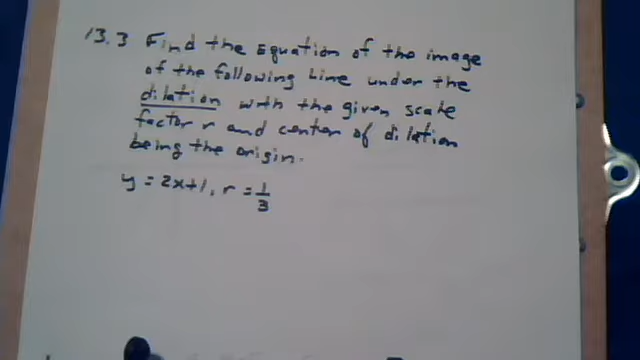 13.3 Find the Equation of the image
of the following Line under the
dilation with the given scale
factor r and center of dilation
being the origin.
y = 2x+1, r = 1/3